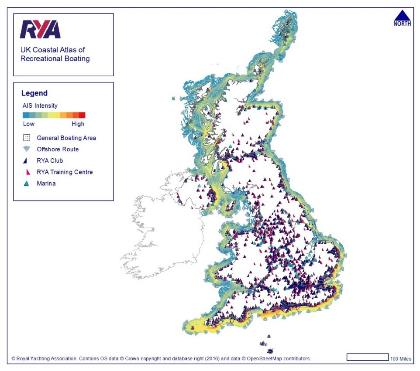 RYA
UK Coastal Atlas of
Recreational Boating
NORTH
Legend
AIS Intensity
Low High
General Boating Area
Offshore Route
RYA Club
RYA Training Centre
Marina
© Royal Yachting Association. Contains OS data © Crown copyright and database right (2016) and data © OpenStreetMap contributors.
100 Miles